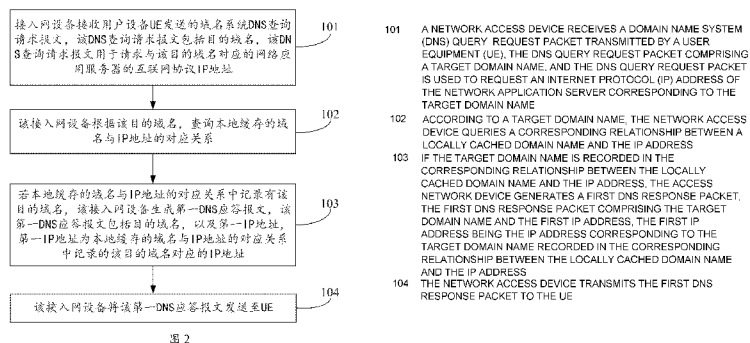 接入网设备接收用户设备UE发送的域名系统DNS查询
请求报文，该DNS查询请求报文包括目的域名，该DN
S查询请求报文用于请求与该目的域名对应的网络应
用服务器的互联网协议IP地址
101
该接入网设备根据该目的域名，查询本地缓存的域
名与IP地址的对应关系
102
若本地缓存的域名与IP地址的对应关系中记录有该
目的域名，该接入网设备生成第一DNS应答报文，该
第一DNS应答报文包括目的域名，以及第一IP地址，
第一IP地址为本地缓存的域名与IP地址的对应关系
中记录的该目的域名对应的IP地址
103
该接入网设备将该第一DNS应答报文发送至UE
104
图2
101 A NETWORK ACCESS DEVICE RECEIVES A DOMAIN NAME SYSTEM
(DNS) QUERY REQUEST PACKET TRANSMITTED BY A USER
EQUIPMENT (UE), THE DNS QUERY REQUEST PACKET COMPRISING
A TARGET DOMAIN NAME, AND THE DNS QUERY REQUEST PACKET
IS USED TO REQUEST AN INTERNET PROTOCOL (IP) ADDRESS OF
THE NETWORK APPLICATION SERVER CORRESPONDING TO THE
TARGET DOMAIN NAME
102 ACCORDING TO A TARGET DOMAIN NAME, THE NETWORK ACCESS
DEVICE QUERIES A CORRESPONDING RELATIONSHIP BETWEEN A
LOCALLY CACHED DOMAIN NAME AND THE IP ADDRESS
103 IF THE TARGET DOMAIN NAME IS RECORDED IN THE
CORRESPONDING RELATIONSHIP BETWEEN THE LOCALLY
CACHED DOMAIN NAME AND THE IP ADDRESS, THE ACCESS
NETWORK DEVICE GENERATES A FIRST DNS RESPONSE PACKET,
THE FIRST DNS RESPONSE PACKET COMPRISING THE TARGET
DOMAIN NAME AND THE FIRST IP ADDRESS, THE FIRST IP
ADDRESS BEING THE IP ADDRESS CORRESPONDING TO THE
TARGET DOMAIN NAME RECORDED IN THE CORRESPONDING
RELATIONSHIP BETWEEN THE LOCALLY CACHED DOMAIN NAME
AND THE IP ADDRESS
104 THE NETWORK ACCESS DEVICE TRANSMITS THE FIRST DNS
RESPONSE PACKET TO THE UE